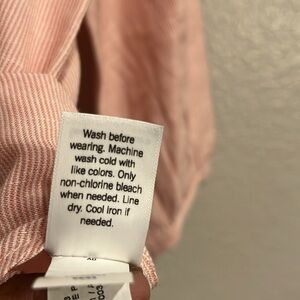 Wash before
wearing. Machine
wash cold with
like colors. Only
non-chlorine bleach
when needed. Line
dry. Cool iron if
needed.